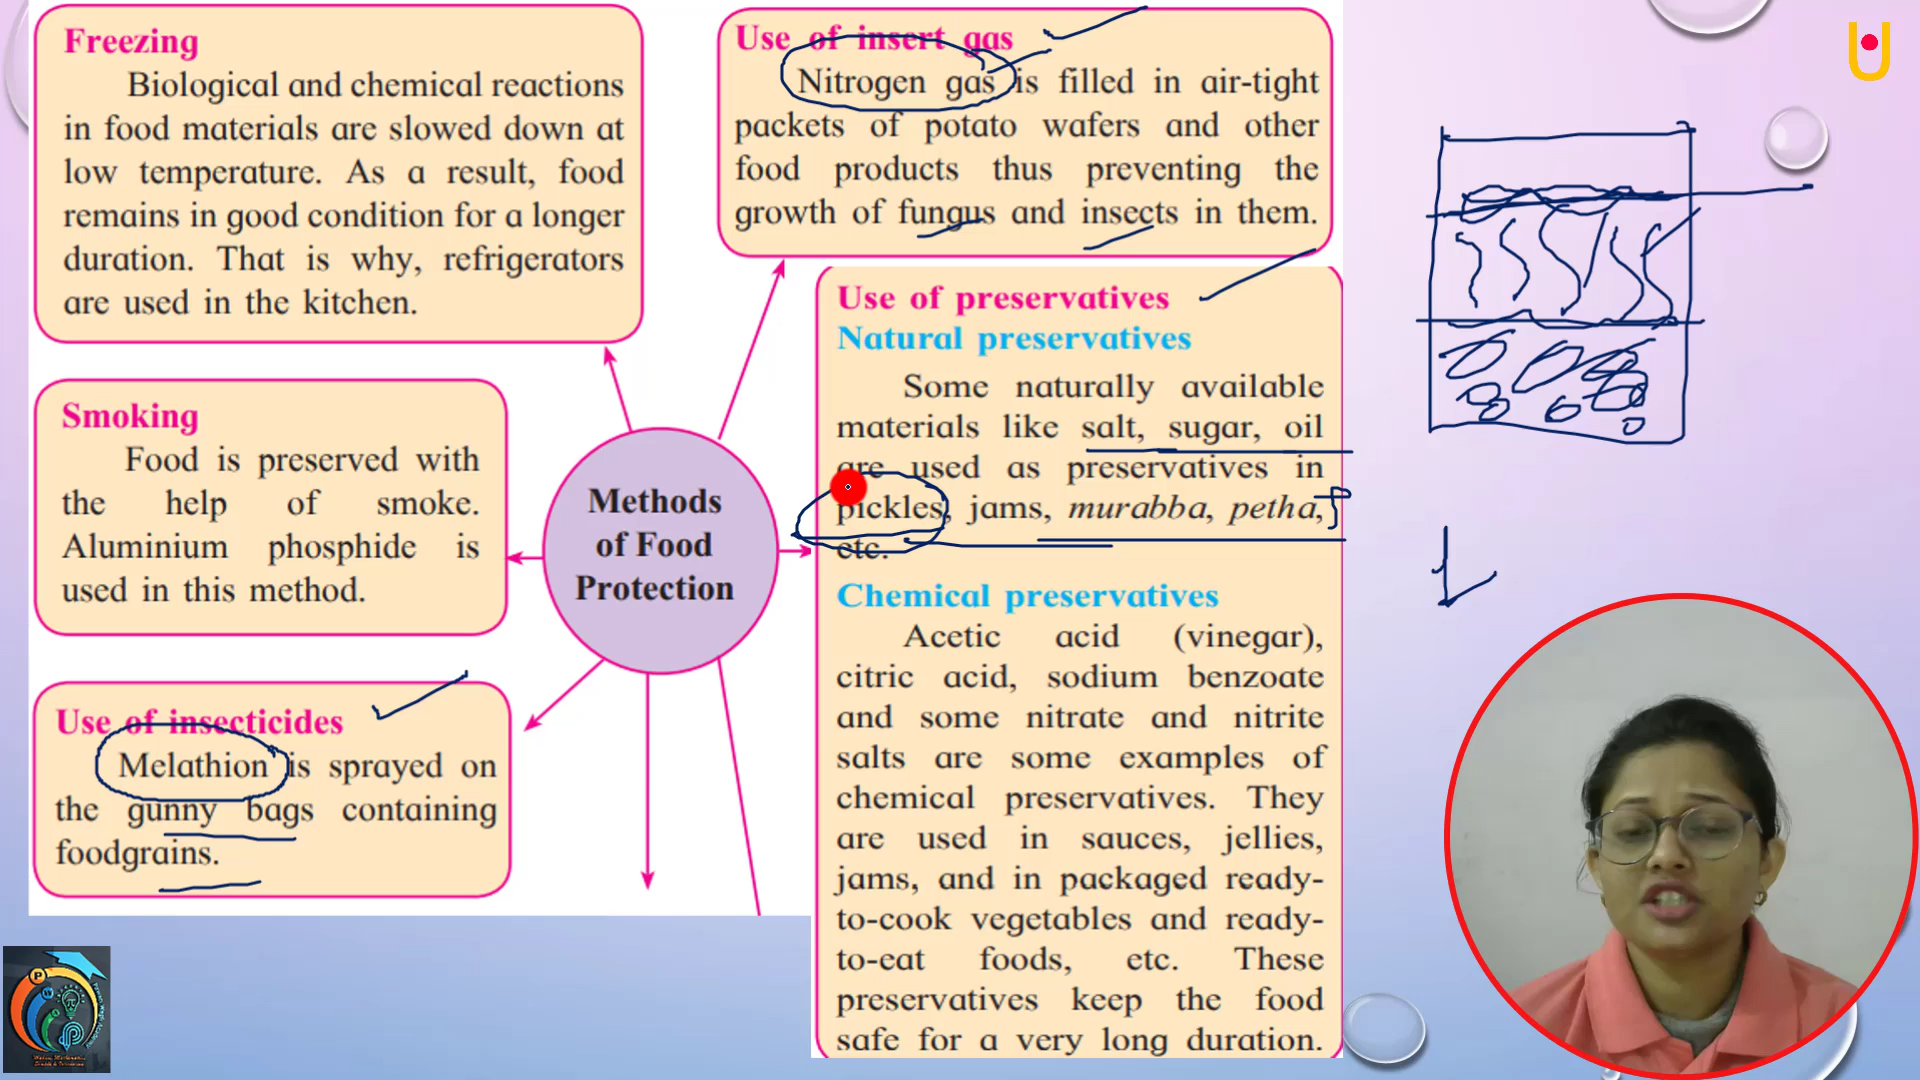 Freezing
Biological and chemical reactions
in food materials are slowed down at
low temperature. As a result, food
remains in good condition for a longer
duration. That is why, refrigerators
are used in the kitchen.
Use of insert gas
Nitrogen gas is filled in air-tight
packets of potato wafers and other
food products thus preventing the
growth of fungus and insects in them.
Smoking
Food is preserved with
the help of smoke.
Aluminium phosphide is
used in this method.
Methods
of Food
Protection
Use of insecticides
Melathion is sprayed on
the gunny bags containing
foodgrains.
Use of preservatives
Natural preservatives
Some naturally available
materials like salt, sugar, oil
are used as preservatives in
pickles, jams, murabba, petha,
etc.
Chemical preservatives
Acetic acid (vinegar),
citric acid, sodium benzoate
and some nitrate and nitrite
salts are some examples of
chemical preservatives. They
are used in sauces, jellies,
jams, and in packaged ready-
to-cook vegetables and ready-
to-eat foods, etc. These
preservatives keep the food
safe for a very long duration.